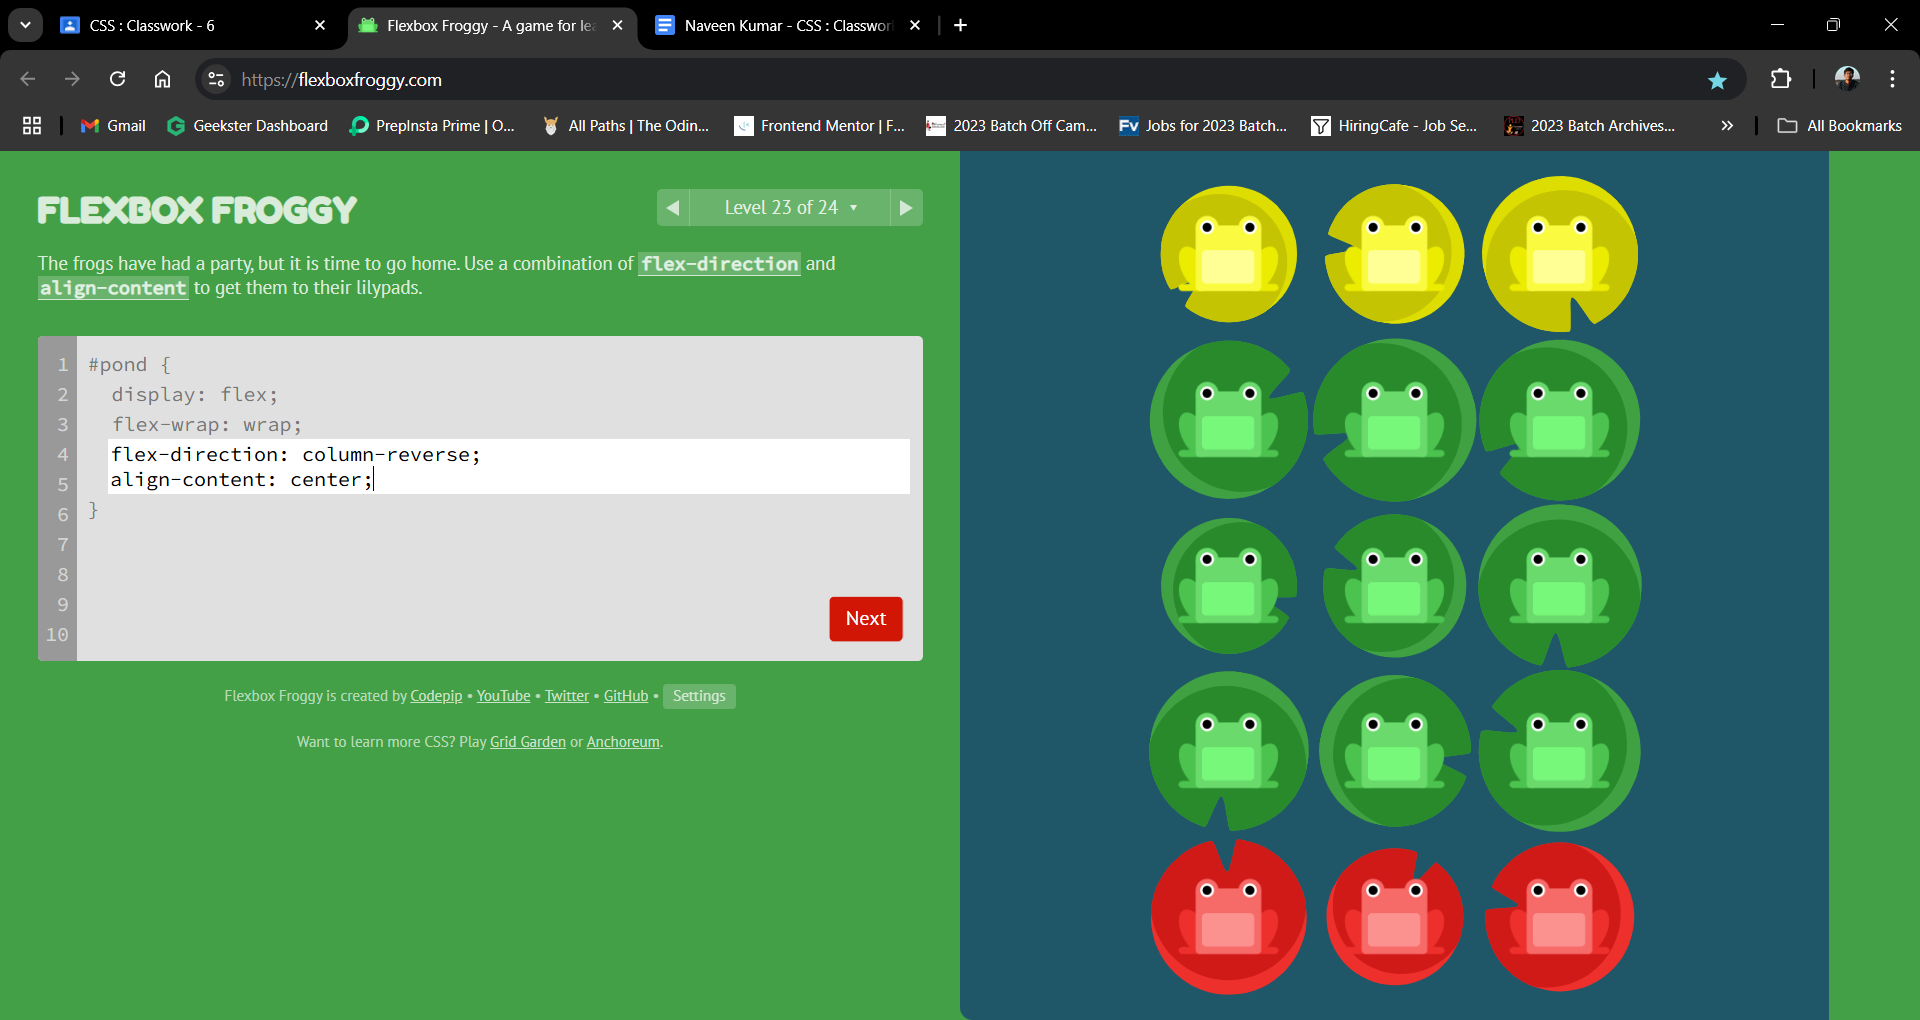 CSS : Classwork - 6
Flexbox Froggy - A game for le
Naveen Kumar - CSS : Classwor
https://flexboxfroggy.com
Gmail
Geekster Dashboard
PrepInsta Prime | O...
All Paths | The Odin...
Frontend Mentor | F...
2023 Batch Off Cam...
Fv Jobs for 2023 Batch...
HiringCafe - Job Se...
2023 Batch Archives...
All Bookmarks
FLEXBOX FROGGY
Level 23 of 24
The frogs have had a party, but it is time to go home. Use a combination of flex-direction and
align-content to get them to their lilypads.
1 #pond {
2 display: flex;
3 flex-wrap: wrap;
4 flex-direction: column-reverse;
5 align-content: center;
6 }
7
8
9
10
Next
Flexbox Froggy is created by Codepip • YouTube • Twitter • GitHub • Settings
Want to learn more CSS? Play Grid Garden or Anchoreum.